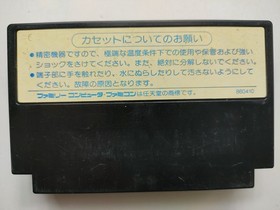 カセットについてのお願い
●精密機器ですので、極端な温度条件下での使用や保管および強い
ショックをさけてください。また、絶対に分解しないでください。
●端子部に手を触れたり、水にぬらしたりして汚さないようにして
ください。故障の原因となります。
ファミリーコンピュータ・ファミコンは任天堂の商標です。